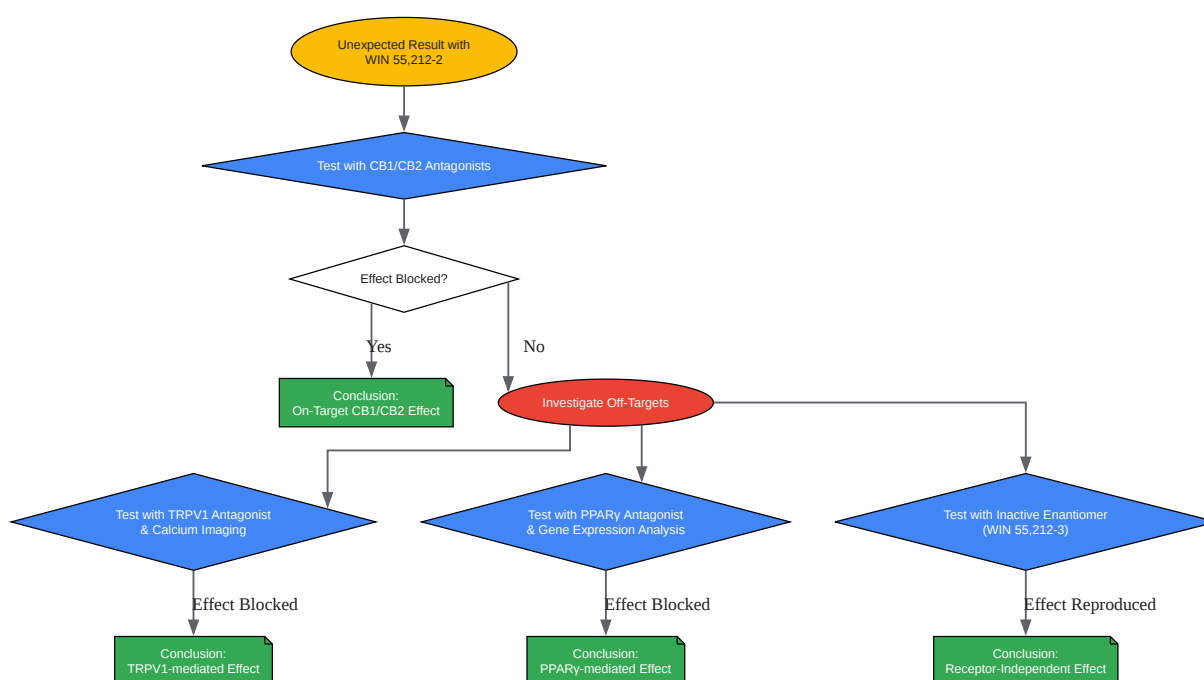 Unexpected Result with
WIN 55,212-2
Test with CB1/CB2 Antagonists
Effect Blocked?
Yes
No
Conclusion:
On-Target CB1/CB2 Effect
Investigate Off-Targets
Test with TRPV1 Antagonist
& Calcium Imaging
Test with PPARγ Antagonist
& Gene Expression Analysis
Test with Inactive Enantiomer
(WIN 55,212-3)
Effect Blocked
Effect Blocked
Effect Reproduced
Conclusion:
TRPV1-mediated Effect
Conclusion:
PPARγ-mediated Effect
Conclusion:
Receptor-Independent Effect